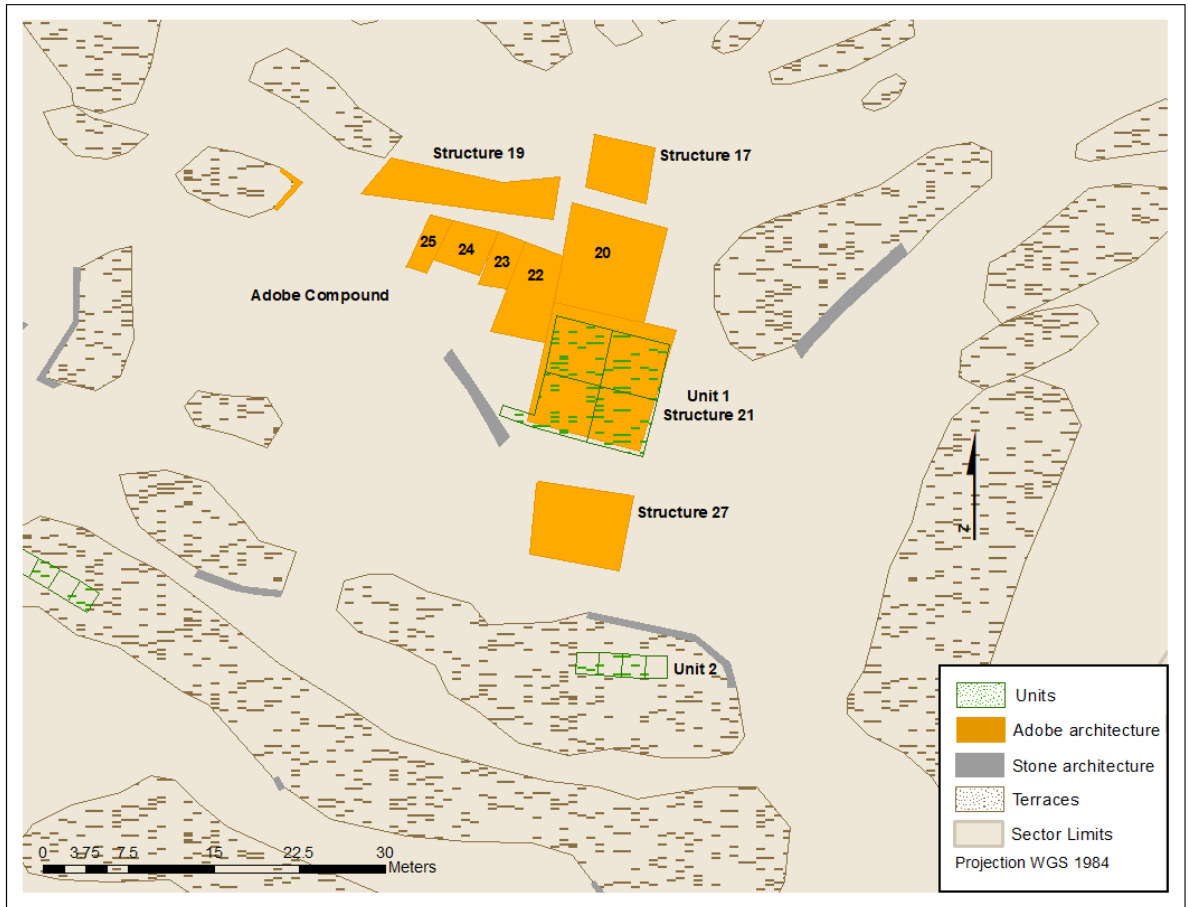 Structure 19
Structure 17
25
24
23
22
20
Adobe Compound
Unit 1
Structure 21
Structure 27
Unit 2
N
Units
Adobe architecture
Stone architecture
Terraces
Sector Limits
Projection WGS 1984
0 3.75 7.5 15 22.5 30
Meters